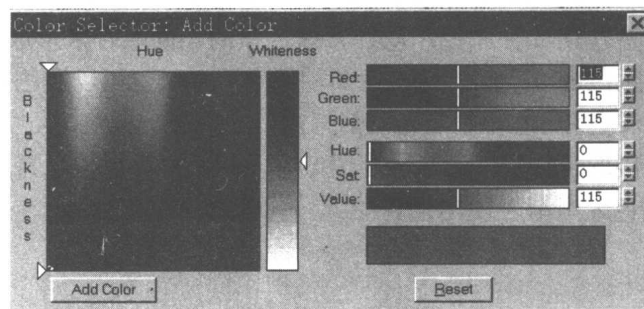 Color Selector: Add Color
Hue
Whiteness
Blackness
Red: 115
Green: 115
Blue: 115
Hue: 0
Sat: 0
Value: 115
Add Color
Reset